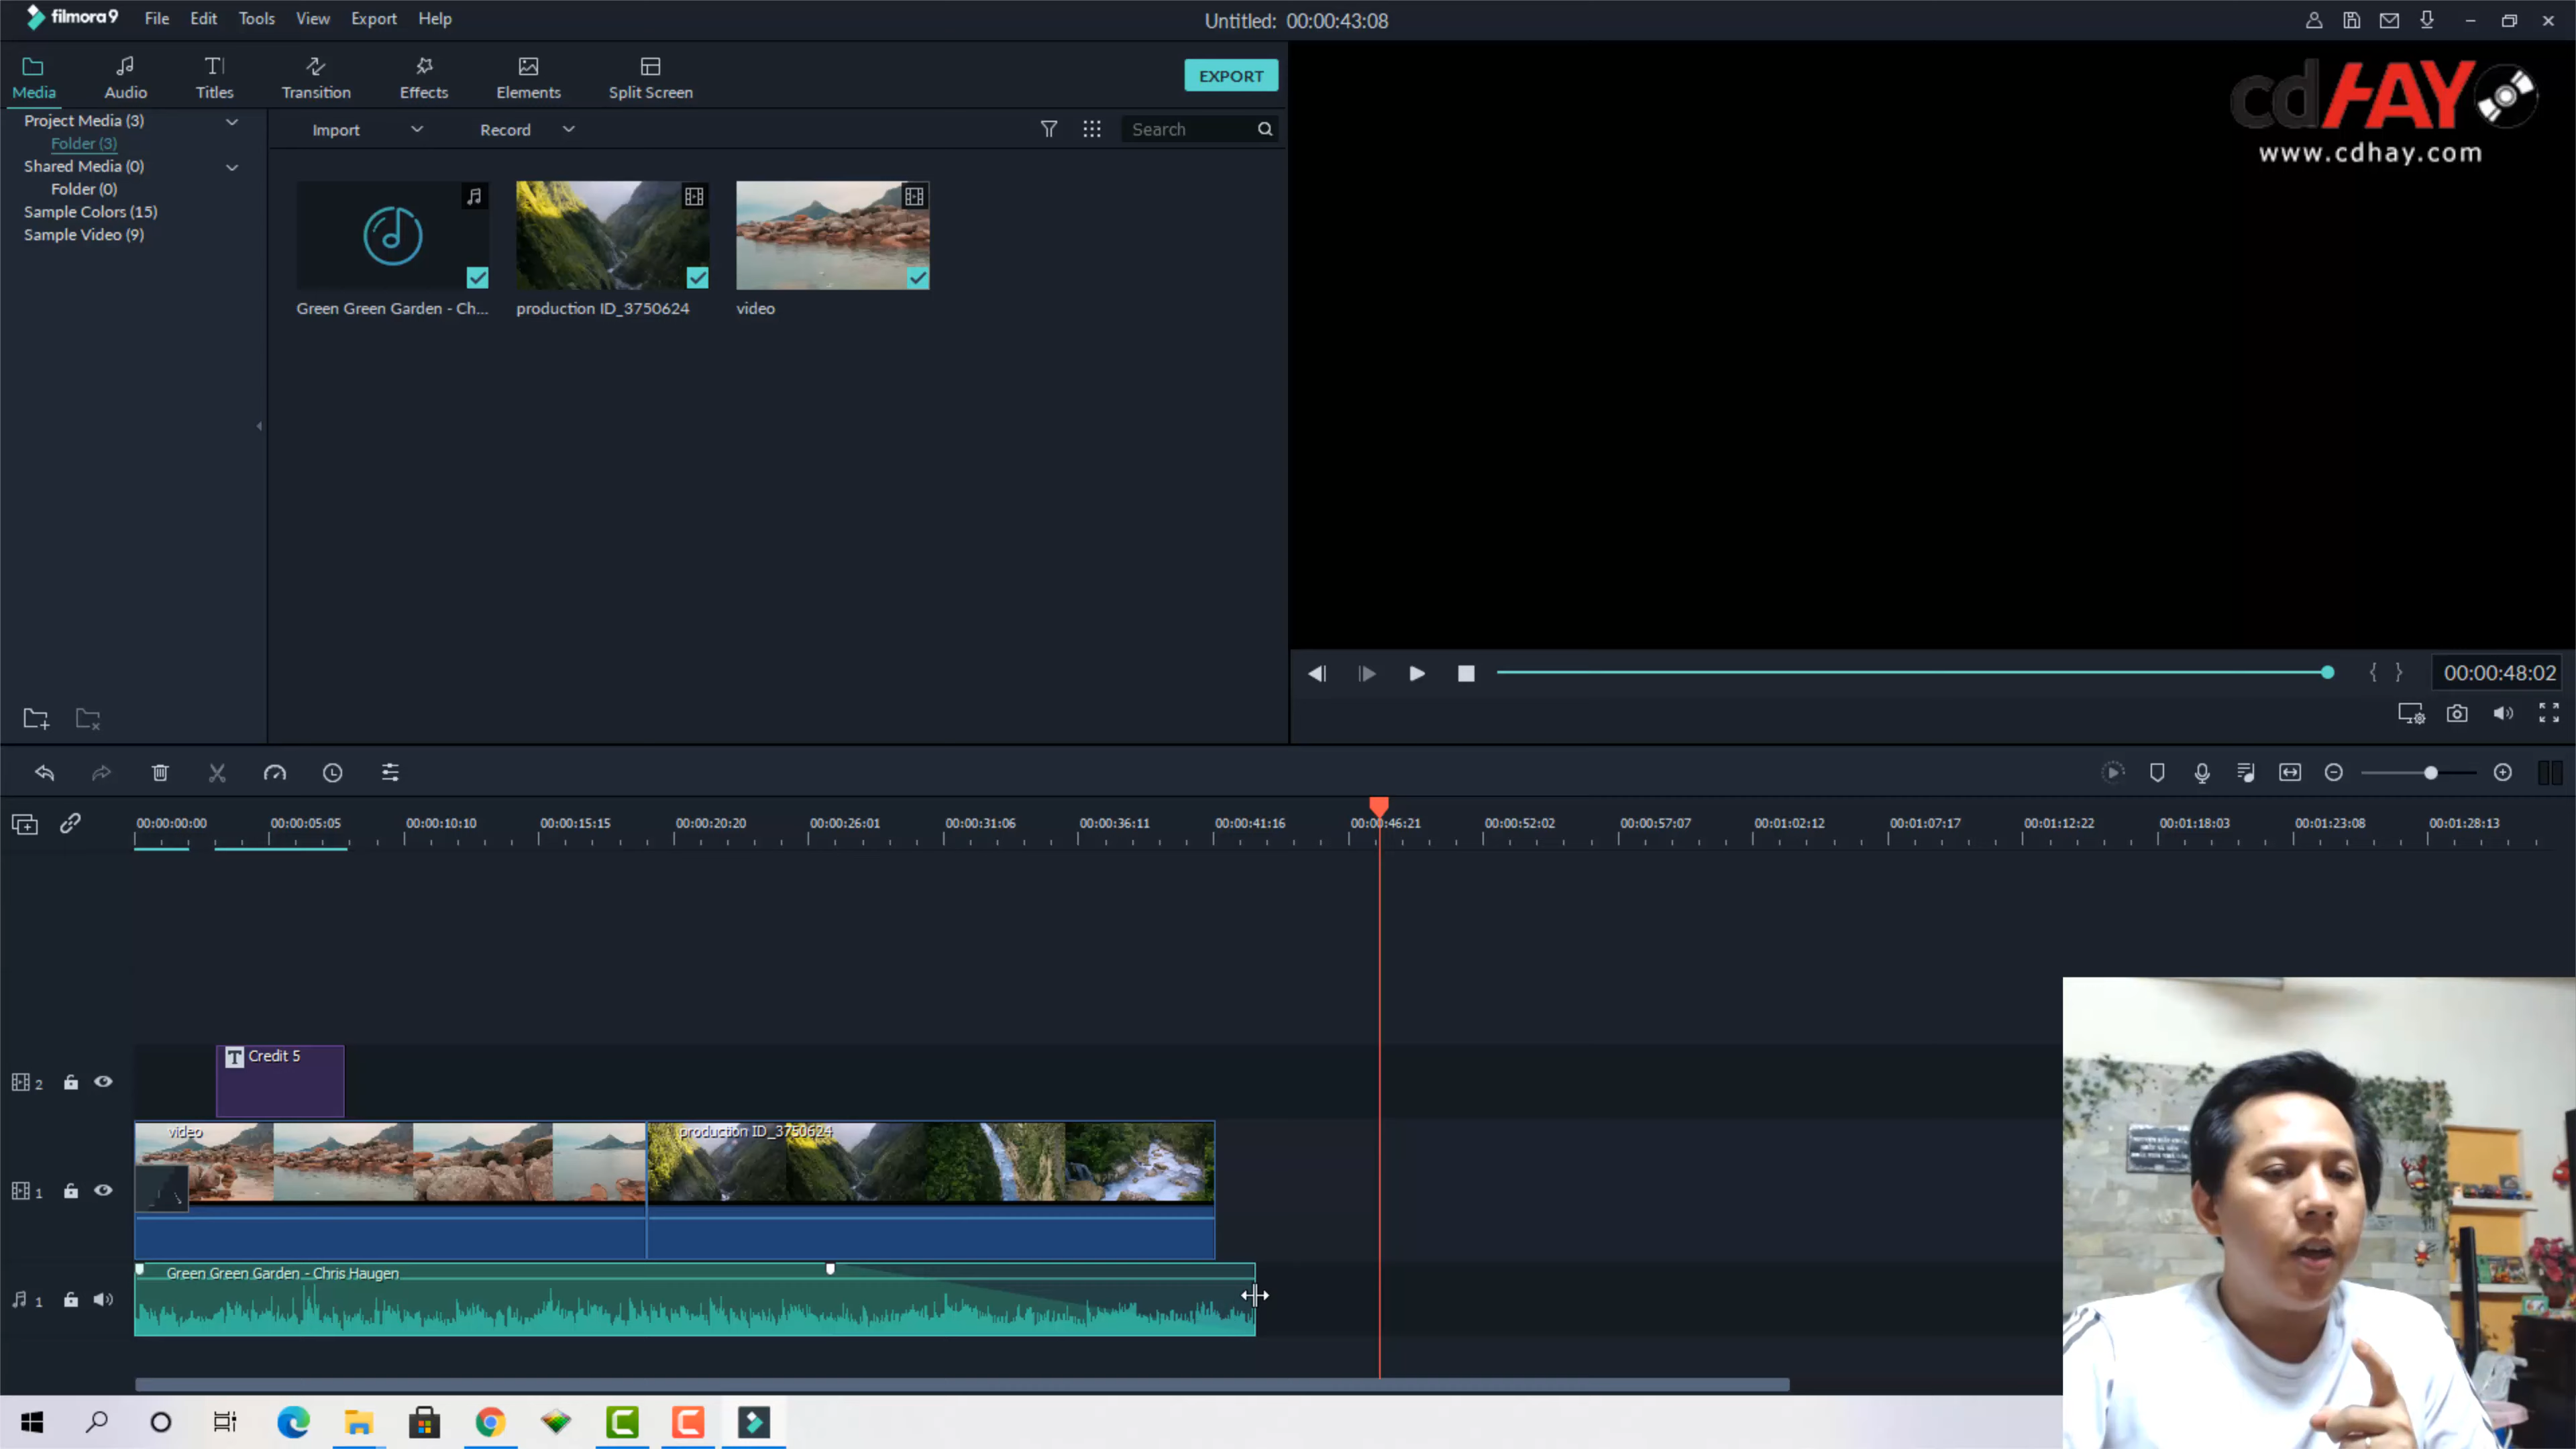 filmora9 File Edit Tools View Export Help
Untitled: 00:00:43:08
Media Audio Titles Transition Effects Elements Split Screen
EXPORT
cdHAY
www.cdhay.com
Project Media (3)
Folder (3)
Shared Media (0)
Folder (0)
Sample Colors (15)
Sample Video (9)
Import Record Search
Green Green Garden - Ch...
production ID_3750624
video
{ } 00:00:48:02
00:00:00:00 00:00:05:05 00:00:10:10 00:00:15:15 00:00:20:20 00:00:26:01 00:00:31:06 00:00:36:11 00:00:41:16 00:00:46:21 00:00:52:02 00:00:57:07 00:01:02:12 00:01:07:17 00:01:12:22 00:01:18:03 00:01:23:08 00:01:28:13
2
T Credit 5
1
video
production ID_3750624
1
Green Green Garden - Chris Haugen